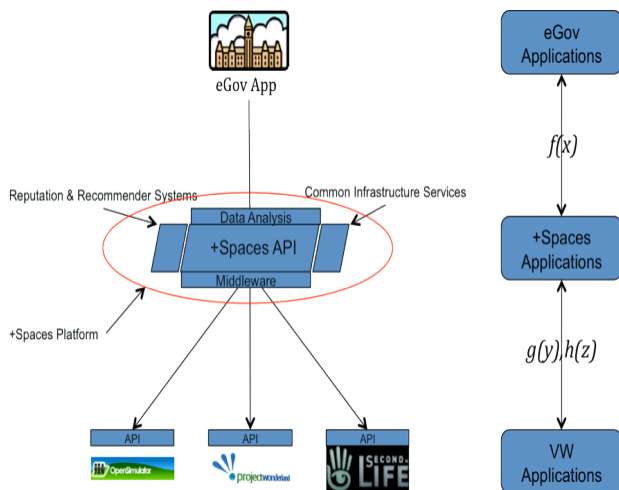 eGov App
Reputation & Recommender Systems
Common Infrastructure Services
Data Analysis
+Spaces API
Middleware
+Spaces Platform
API
API
API
OpenSimulator
projectwonderland
SECOND
LIFE
eGov
Applications
f(x)
+Spaces
Applications
g(y),h(z)
VW
Applications